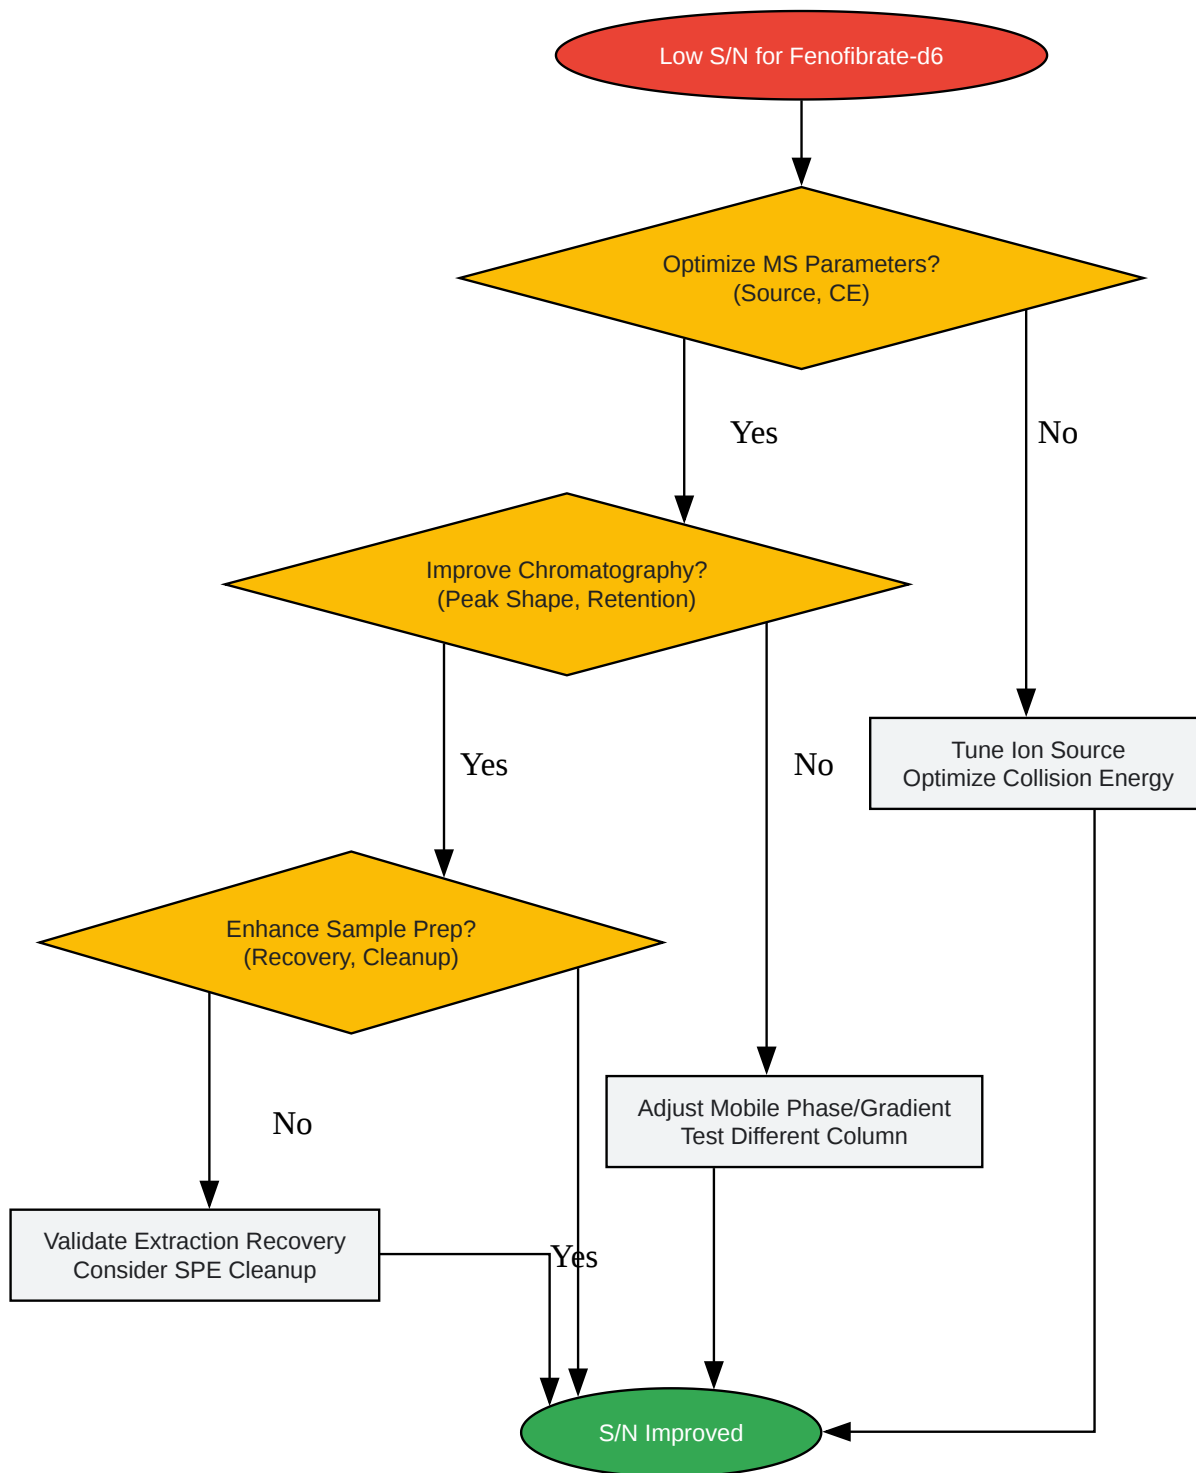 Low S/N for Fenofibrate-d6
Optimize MS Parameters?
(Source, CE)
Yes
No
Improve Chromatography?
(Peak Shape, Retention)
Yes
No
Tune Ion Source
Optimize Collision Energy
Enhance Sample Prep?
(Recovery, Cleanup)
No
Adjust Mobile Phase/Gradient
Test Different Column
Validate Extraction Recovery
Consider SPE Cleanup
Yes
S/N Improved